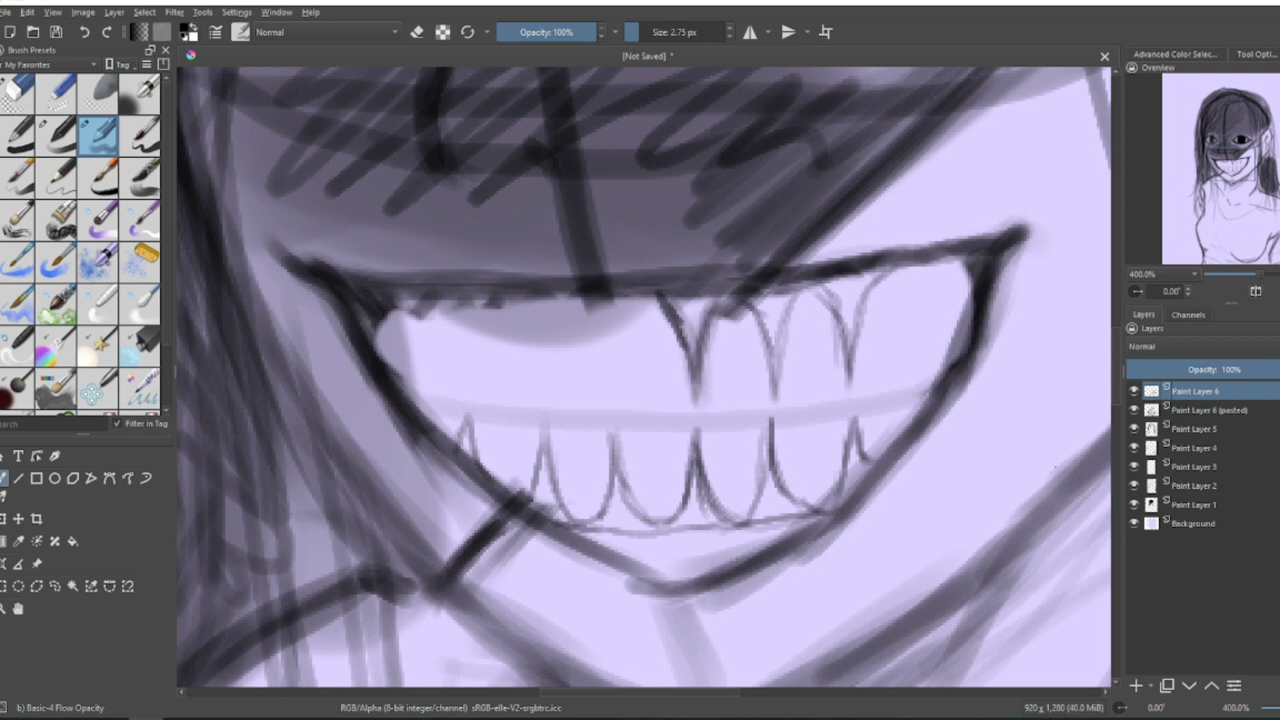 File Edit View Image Layer Select Filter Tools Settings Window Help
Normal
Opacity: 100%
Size: 2.75 px
Brush Presets
[Not Saved] *
Advanced Color Selec... Tool Opti...
My Favorites
Tag
Overview
400.0%
0.00°
Layers Channels
Layers
Normal
Opacity: 100%
Paint Layer 6
Paint Layer 6 (pasted)
Paint Layer 5
Paint Layer 4
Paint Layer 3
Paint Layer 2
Paint Layer 1
Background
Filter in Tag
b) Basic-4 Flow Opacity
RGB/Alpha (8-bit integer/channel) sRGB-elle-V2-srgbtrc.icc
920 x 1,280 (40.0 MiB)
0.00°
400.0%